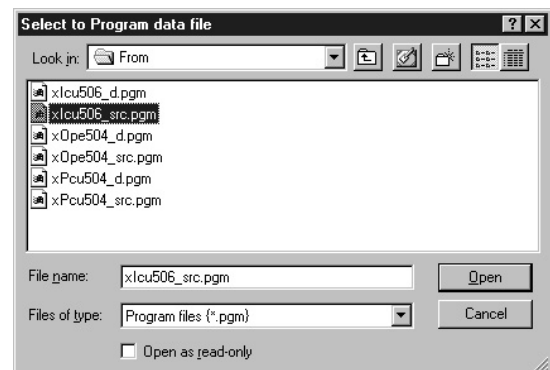 Select to Program data file
Look in: From
xIcu506_d.pgm
xIcu506_src.pgm
xOpe504_d.pgm
xOpe504_src.pgm
xPcu504_d.pgm
xPcu504_src.pgm
File name: xIcu506_src.pgm Open
Files of type: Program files {*.pgm} Cancel
Open as read-only